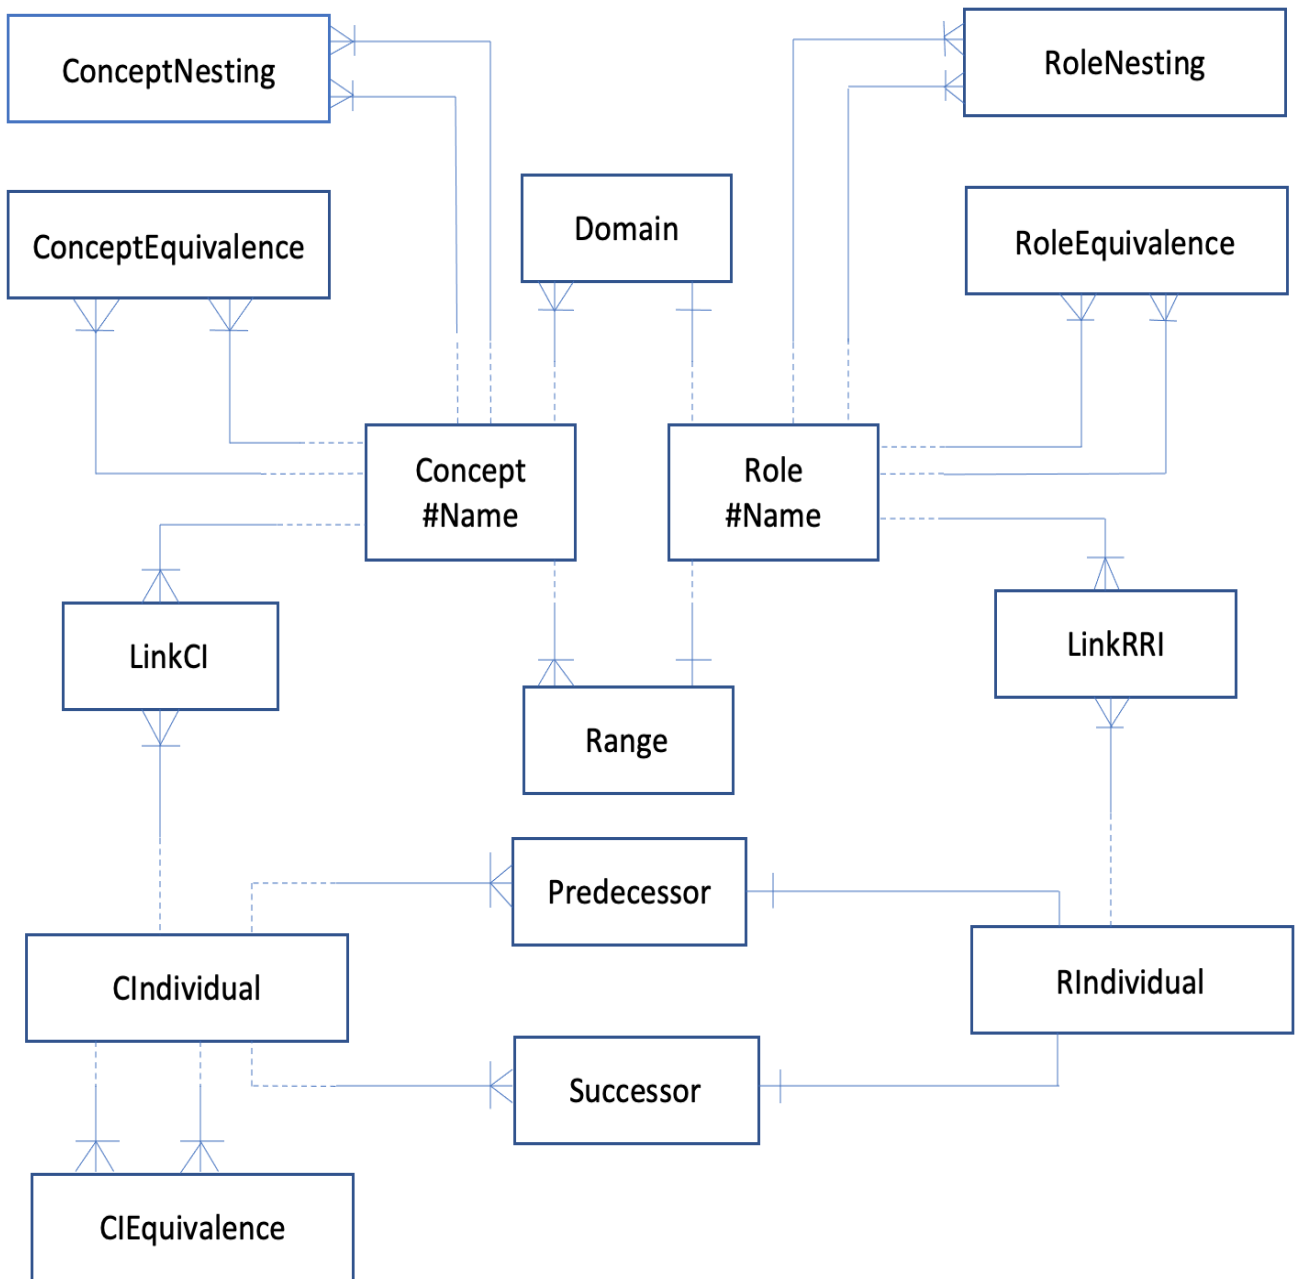 ConceptNesting
RoleNesting
ConceptEquivalence
Domain
RoleEquivalence
Concept
#Name
Role
#Name
LinkCI
LinkRRI
Range
Predecessor
CIndividual
RIndividual
Successor
CIEquivalence